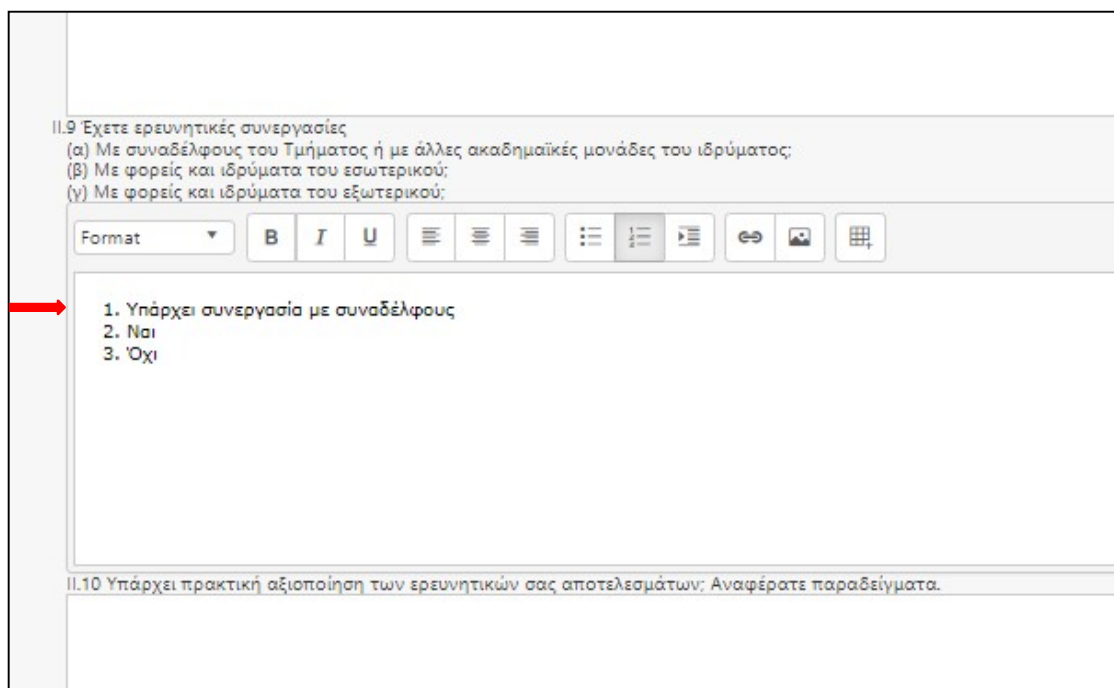 II.9 Έχετε ερευνητικές συνεργασίες
(α) Με συναδέλφους του Τμήματος ή με άλλες ακαδημαϊκές μονάδες του ιδρύματος;
(β) Με φορείς και ιδρύματα του εσωτερικού;
(γ) Με φορείς και ιδρύματα του εξωτερικού;
Format B I U
1. Υπάρχει συνεργασία με συναδέλφους
2. Ναι
3. Όχι
II.10 Υπάρχει πρακτική αξιοποίηση των ερευνητικών σας αποτελεσμάτων; Αναφέρατε παραδείγματα.